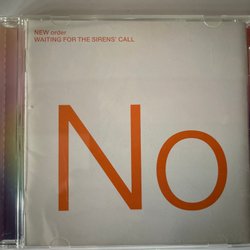 NEW order
WAITING FOR THE SIRENS' CALL
No